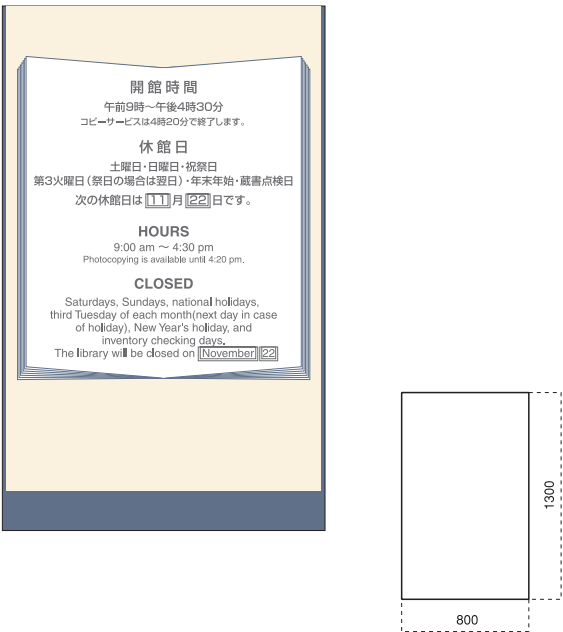 開館時間
午前9時～午後4時30分
コピーサービスは4時20分で終了します。
休館日
土曜日・日曜日・祝祭日
第3火曜日（祭日の場合は翌日）・年末年始・蔵書点検日
次の休館日は 11 月 22 日です。
HOURS
9:00 am ～ 4:30 pm
Photocopying is available until 4:20 pm.
CLOSED
Saturdays, Sundays, national holidays,
third Tuesday of each month(next day in case
of holiday), New Year's holiday, and
inventory checking days.
The library will be closed on November 22
1300
800